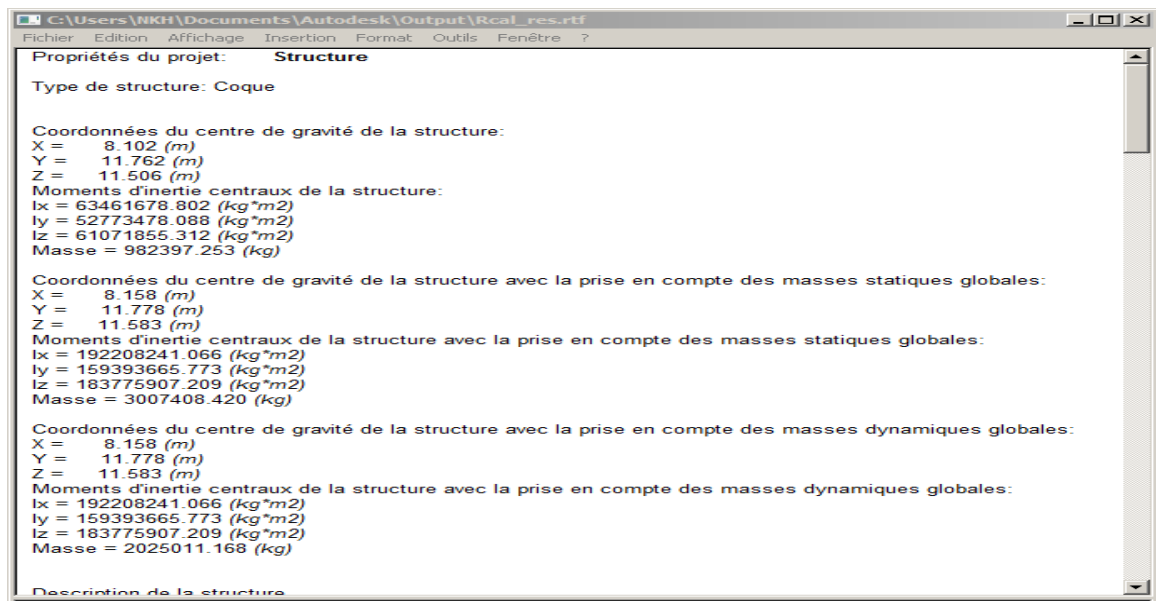 C:\Users\NKH\Documents\Autodesk\Output\Rcal_res.rtf
Fichier Edition Affichage Insertion Format Outils Fenêtre ?
Propriétés du projet: Structure
Type de structure: Coque
Coordonnées du centre de gravité de la structure:
X = 8.102 (m)
Y = 11.762 (m)
Z = 11.506 (m)
Moments d'inertie centraux de la structure:
Ix = 63461678.802 (kg*m2)
Iy = 52773478.088 (kg*m2)
Iz = 61071855.312 (kg*m2)
Masse = 982397.253 (kg)
Coordonnées du centre de gravité de la structure avec la prise en compte des masses statiques globales:
X = 8.158 (m)
Y = 11.778 (m)
Z = 11.583 (m)
Moments d'inertie centraux de la structure avec la prise en compte des masses statiques globales:
Ix = 192208241.066 (kg*m2)
Iy = 159393665.773 (kg*m2)
Iz = 183775907.209 (kg*m2)
Masse = 3007408.420 (kg)
Coordonnées du centre de gravité de la structure avec la prise en compte des masses dynamiques globales:
X = 8.158 (m)
Y = 11.778 (m)
Z = 11.583 (m)
Moments d'inertie centraux de la structure avec la prise en compte des masses dynamiques globales:
Ix = 192208241.066 (kg*m2)
Iy = 159393665.773 (kg*m2)
Iz = 183775907.209 (kg*m2)
Masse = 2025011.168 (kg)
Description de la structure